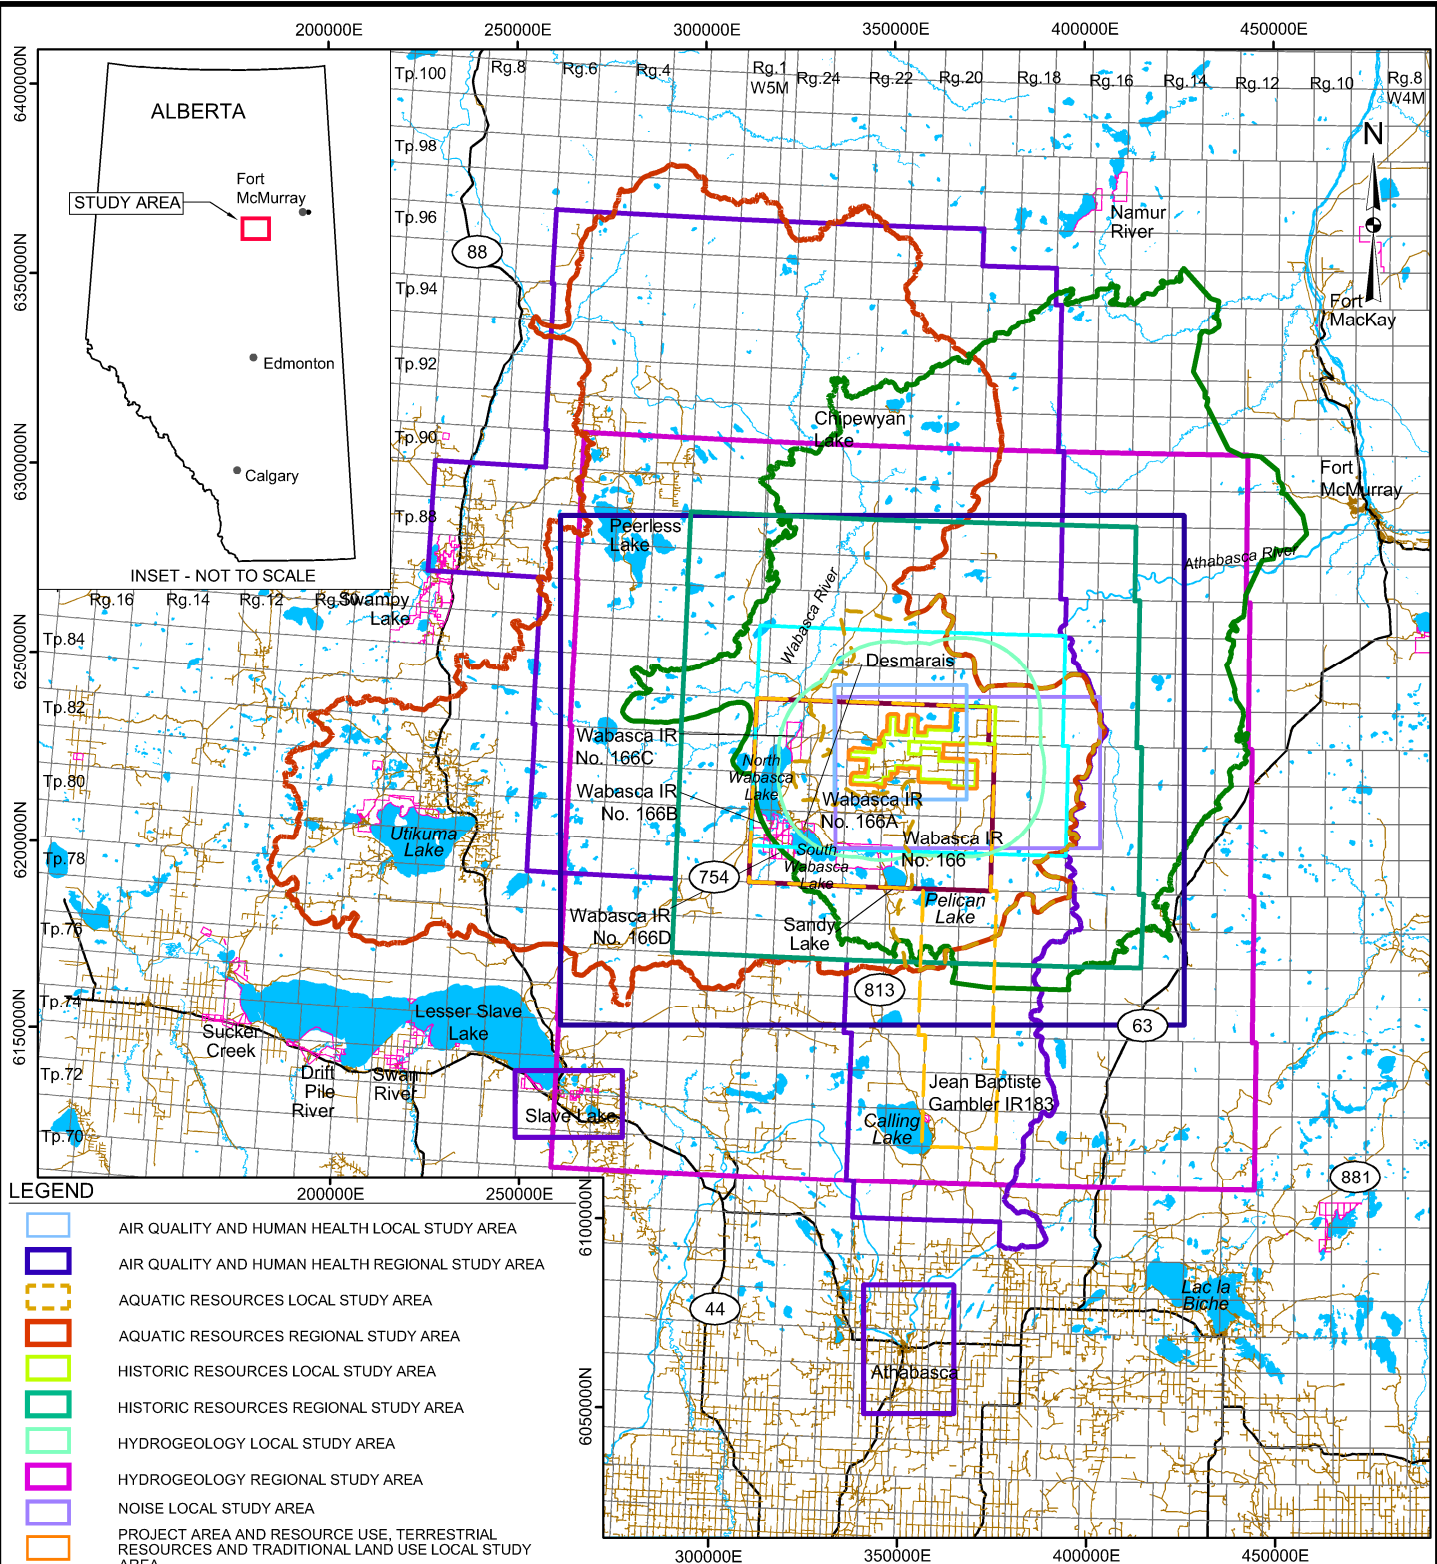 200000E
250000E
300000E
350000E
400000E
450000E
6400000N
6350000N
6300000N
6250000N
6200000N
6150000N
6100000N
6050000N
ALBERTA
Fort
McMurray
STUDY AREA
Edmonton
Calgary
INSET - NOT TO SCALE
Tp.100
Rg.8
Rg.6
Rg.4
Rg.1
W5M
Rg.24
Rg.22
Rg.20
Rg.18
Rg.16
Rg.14
Rg.12
Rg.10
Rg.8
W4M
N
Tp.98
Tp.96
Tp.94
Tp.92
Tp.90
Tp.88
88
Namur
River
Fort
MacKay
Chipewyan
Lake
Fort
McMurray
Peerless
Lake
Athabasca River
Wabasca River
Rg.16
Rg.14
Rg.12
Swampy
Lake
Tp.84
Tp.82
Tp.80
Tp.78
Tp.76
Tp.74
Tp.72
Tp.70
Desmarais
Wabasca IR
No. 166C
North
Wabasca
Lake
Wabasca IR
No. 166B
Wabasca IR
No. 166A
Wabasca IR
No. 166
South
Wabasca
Lake
Utikuma
Lake
754
Wabasca IR
No. 166D
Pelican
Lake
Sandy
Lake
813
63
Lesser Slave
Lake
Sucker
Creek
Drift
Pile
River
Swan
River
Slave Lake
Jean Baptiste
Gambler IR183
Calling
Lake
881
Lac la
Biche
44
Athabasca
200000E
250000E
300000E
350000E
400000E
450000E
LEGEND
AIR QUALITY AND HUMAN HEALTH LOCAL STUDY AREA
AIR QUALITY AND HUMAN HEALTH REGIONAL STUDY AREA
AQUATIC RESOURCES LOCAL STUDY AREA
AQUATIC RESOURCES REGIONAL STUDY AREA
HISTORIC RESOURCES LOCAL STUDY AREA
HISTORIC RESOURCES REGIONAL STUDY AREA
HYDROGEOLOGY LOCAL STUDY AREA
HYDROGEOLOGY REGIONAL STUDY AREA
NOISE LOCAL STUDY AREA
PROJECT AREA AND RESOURCE USE, TERRESTRIAL
RESOURCES AND TRADITIONAL LAND USE LOCAL STUDY
AREA